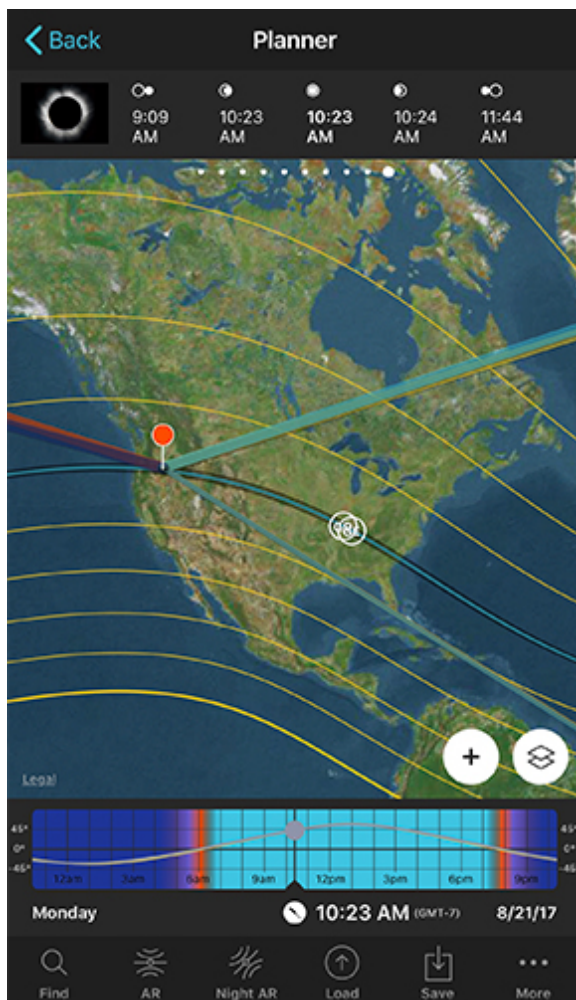 Back
Planner
9:09 AM
10:23 AM
10:23 AM
10:24 AM
11:44 AM
+
Legal
45°
0°
-45°
45°
0°
-45°
12am 3am 6am 9am 12pm 3pm 6pm 9pm
Monday 10:23 AM (GMT-7) 8/21/17
Find AR Night AR Load Save More